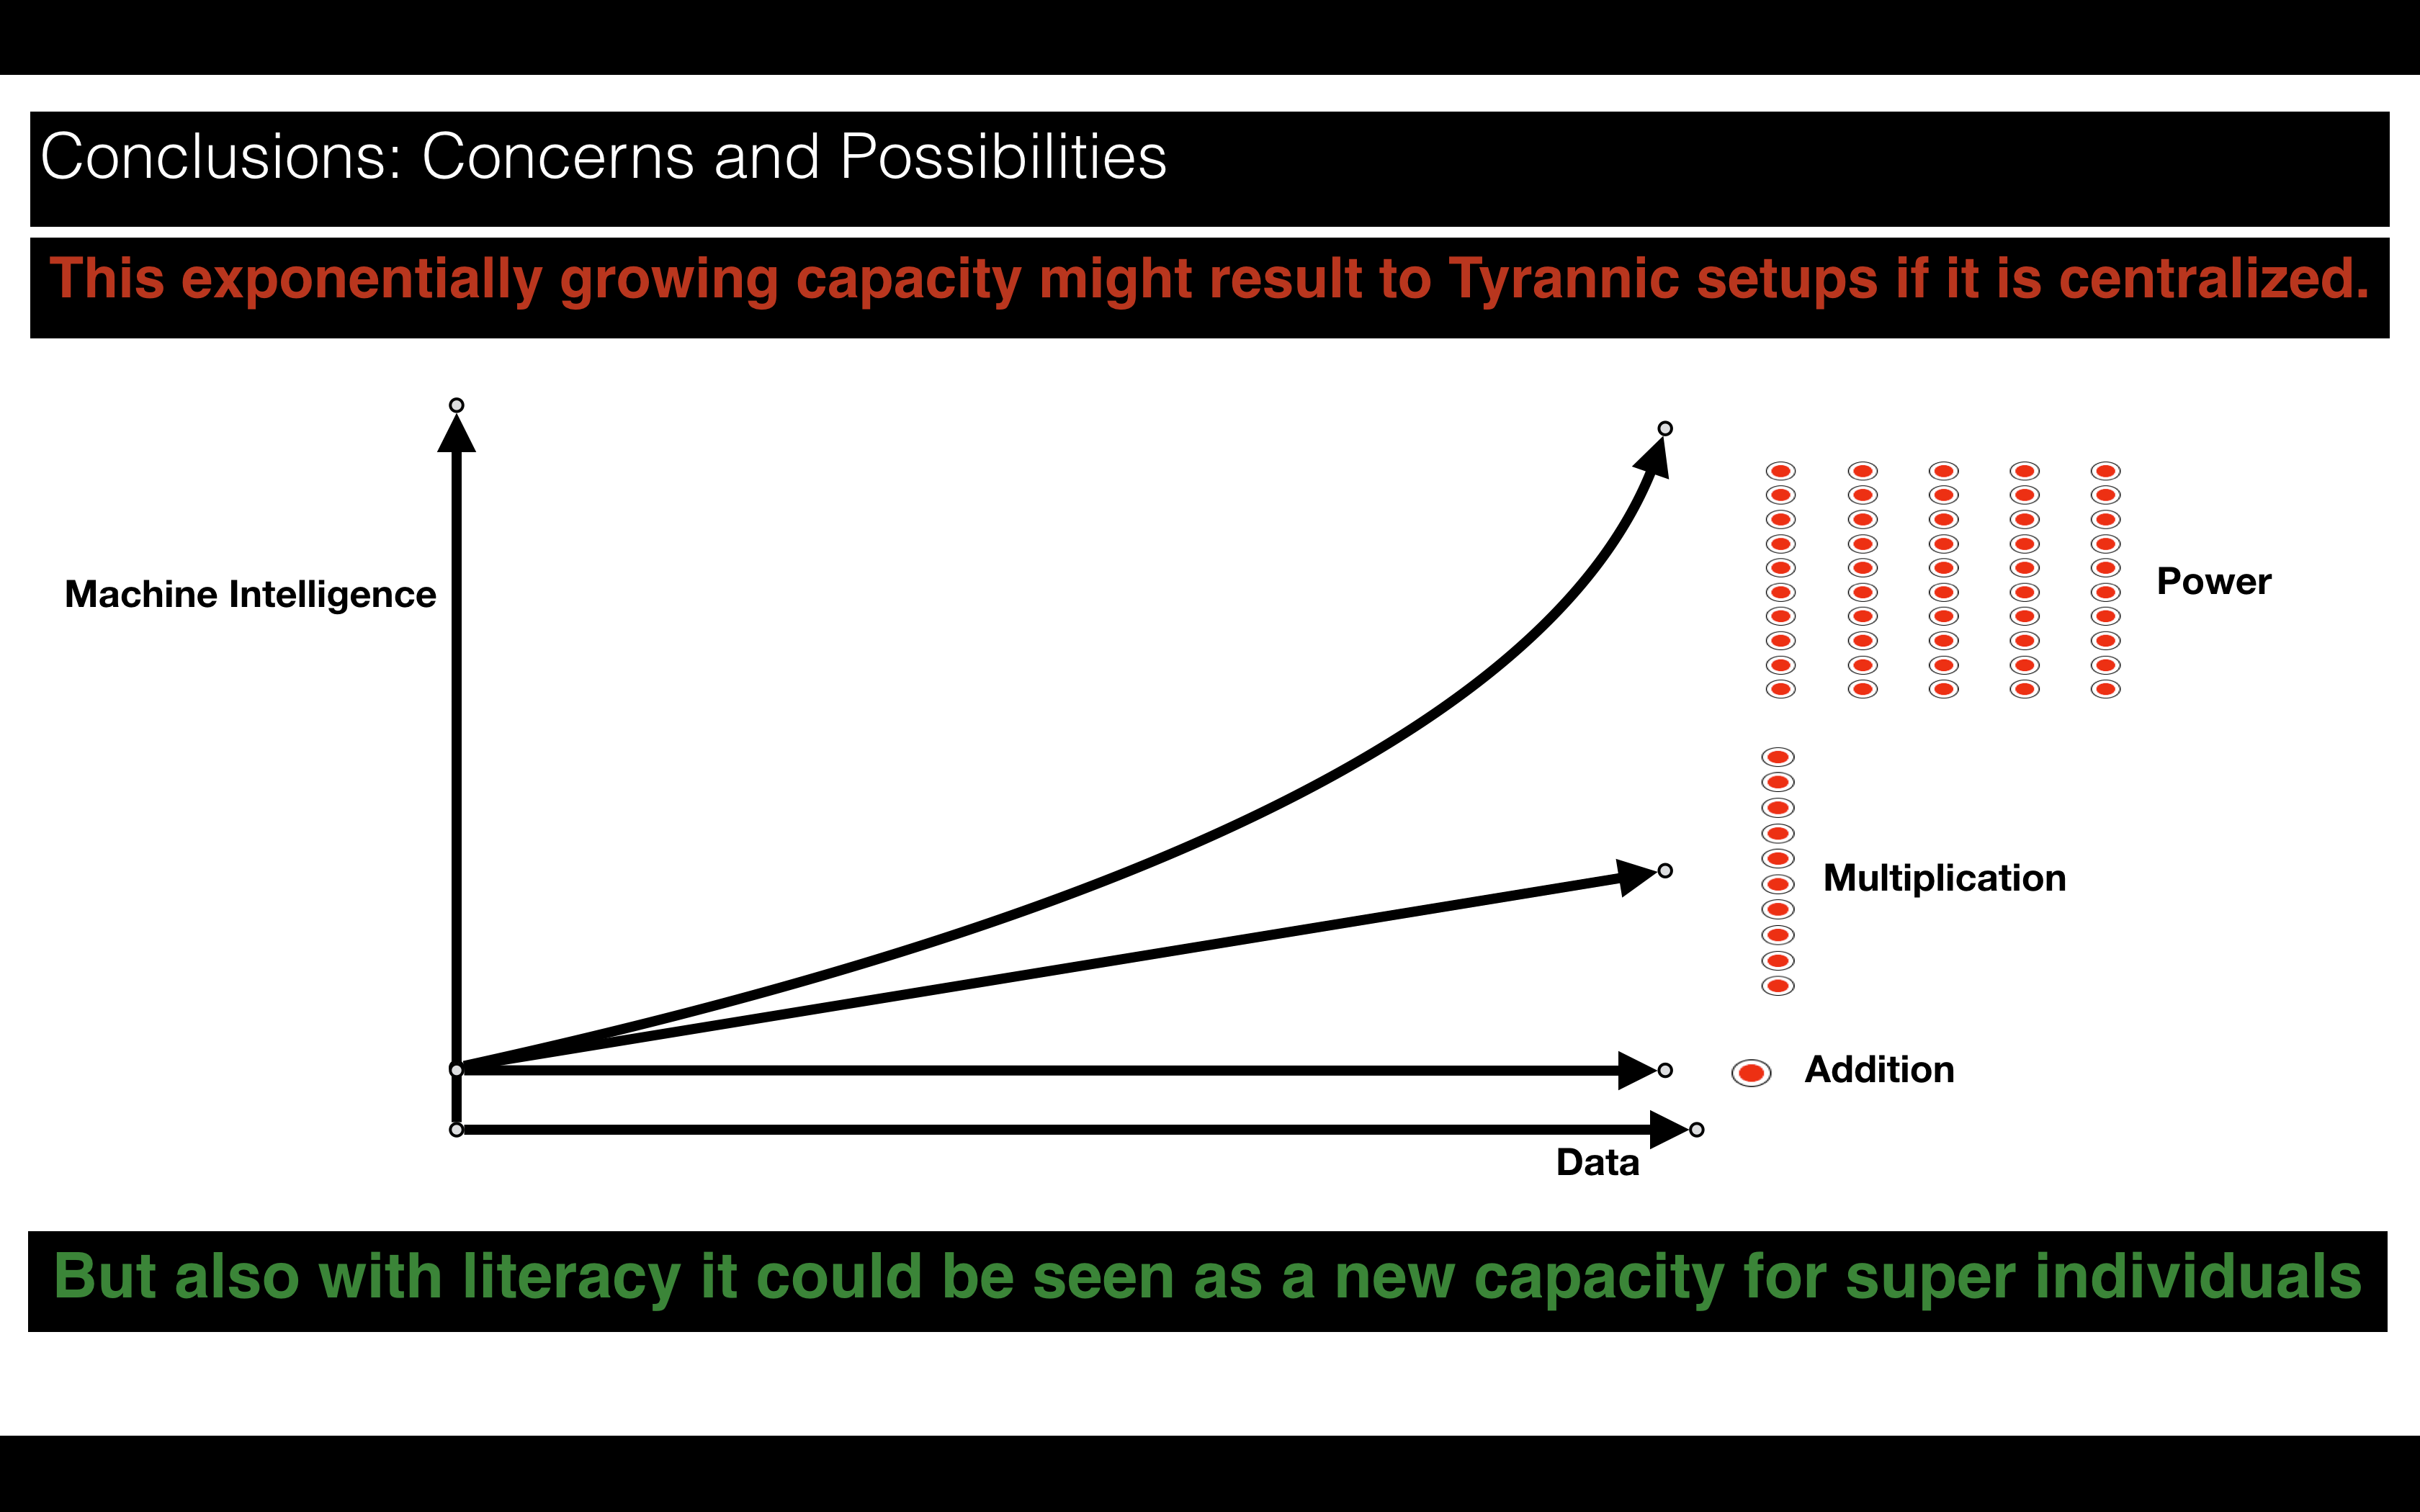 Conclusions: Concerns and Possibilities
This exponentially growing capacity might result to Tyrannic setups if it is centralized.
Machine Intelligence
Power
Multiplication
Addition
Data
But also with literacy it could be seen as a new capacity for super individuals